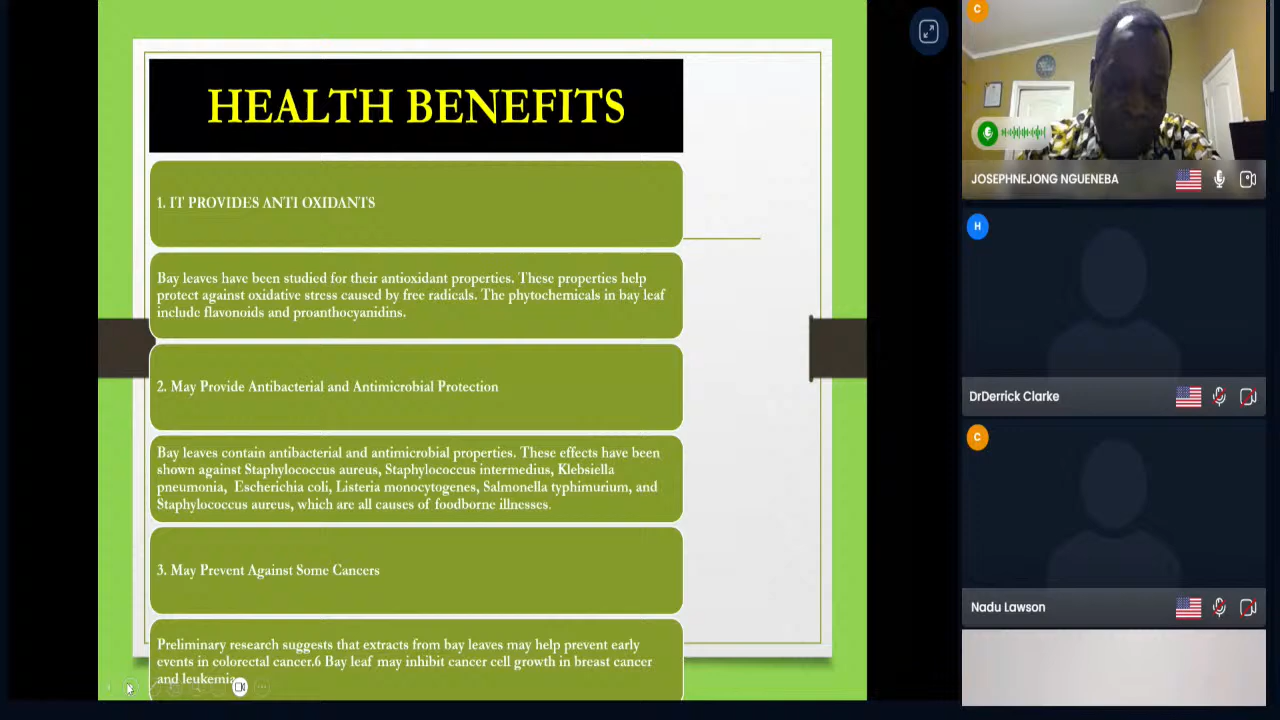 HEALTH BENEFITS
1. IT PROVIDES ANTI OXIDANTS
Bay leaves have been studied for their antioxidant properties. These properties help
protect against oxidative stress caused by free radicals. The phytochemicals in bay leaf
include flavonoids and proanthocyanidins.
2. May Provide Antibacterial and Antimicrobial Protection
Bay leaves contain antibacterial and antimicrobial properties. These effects have been
shown against Staphylococcus aureus, Staphylococcus intermedius, Klebsiella
pneumonia, Escherichia coli, Listeria monocytogenes, Salmonella typhimurium, and
Staphylococcus aureus, which are all causes of foodborne illnesses.
3. May Prevent Against Some Cancers
Preliminary research suggests that extracts from bay leaves may help prevent early
events in colorectal cancer.6 Bay leaf may inhibit cancer cell growth in breast cancer
and leukemia
C
JOSEPHNEJONG NGUENEBA
H
DrDerrick Clarke
C
Nadu Lawson